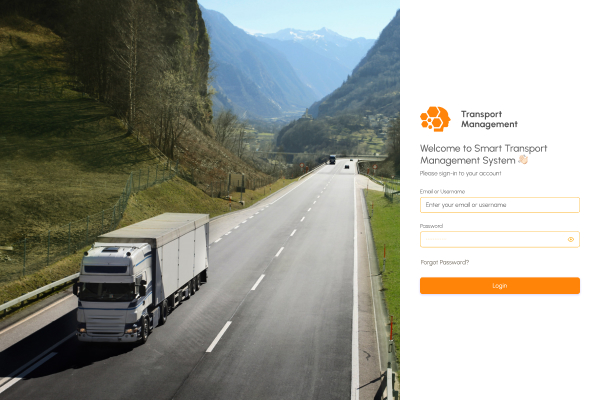 Transport
Management
Welcome to Smart Transport
Management System 👋🏻
Please sign-in to your account
Email or Username
Enter your email or username
Password
Forgot Password?
Login